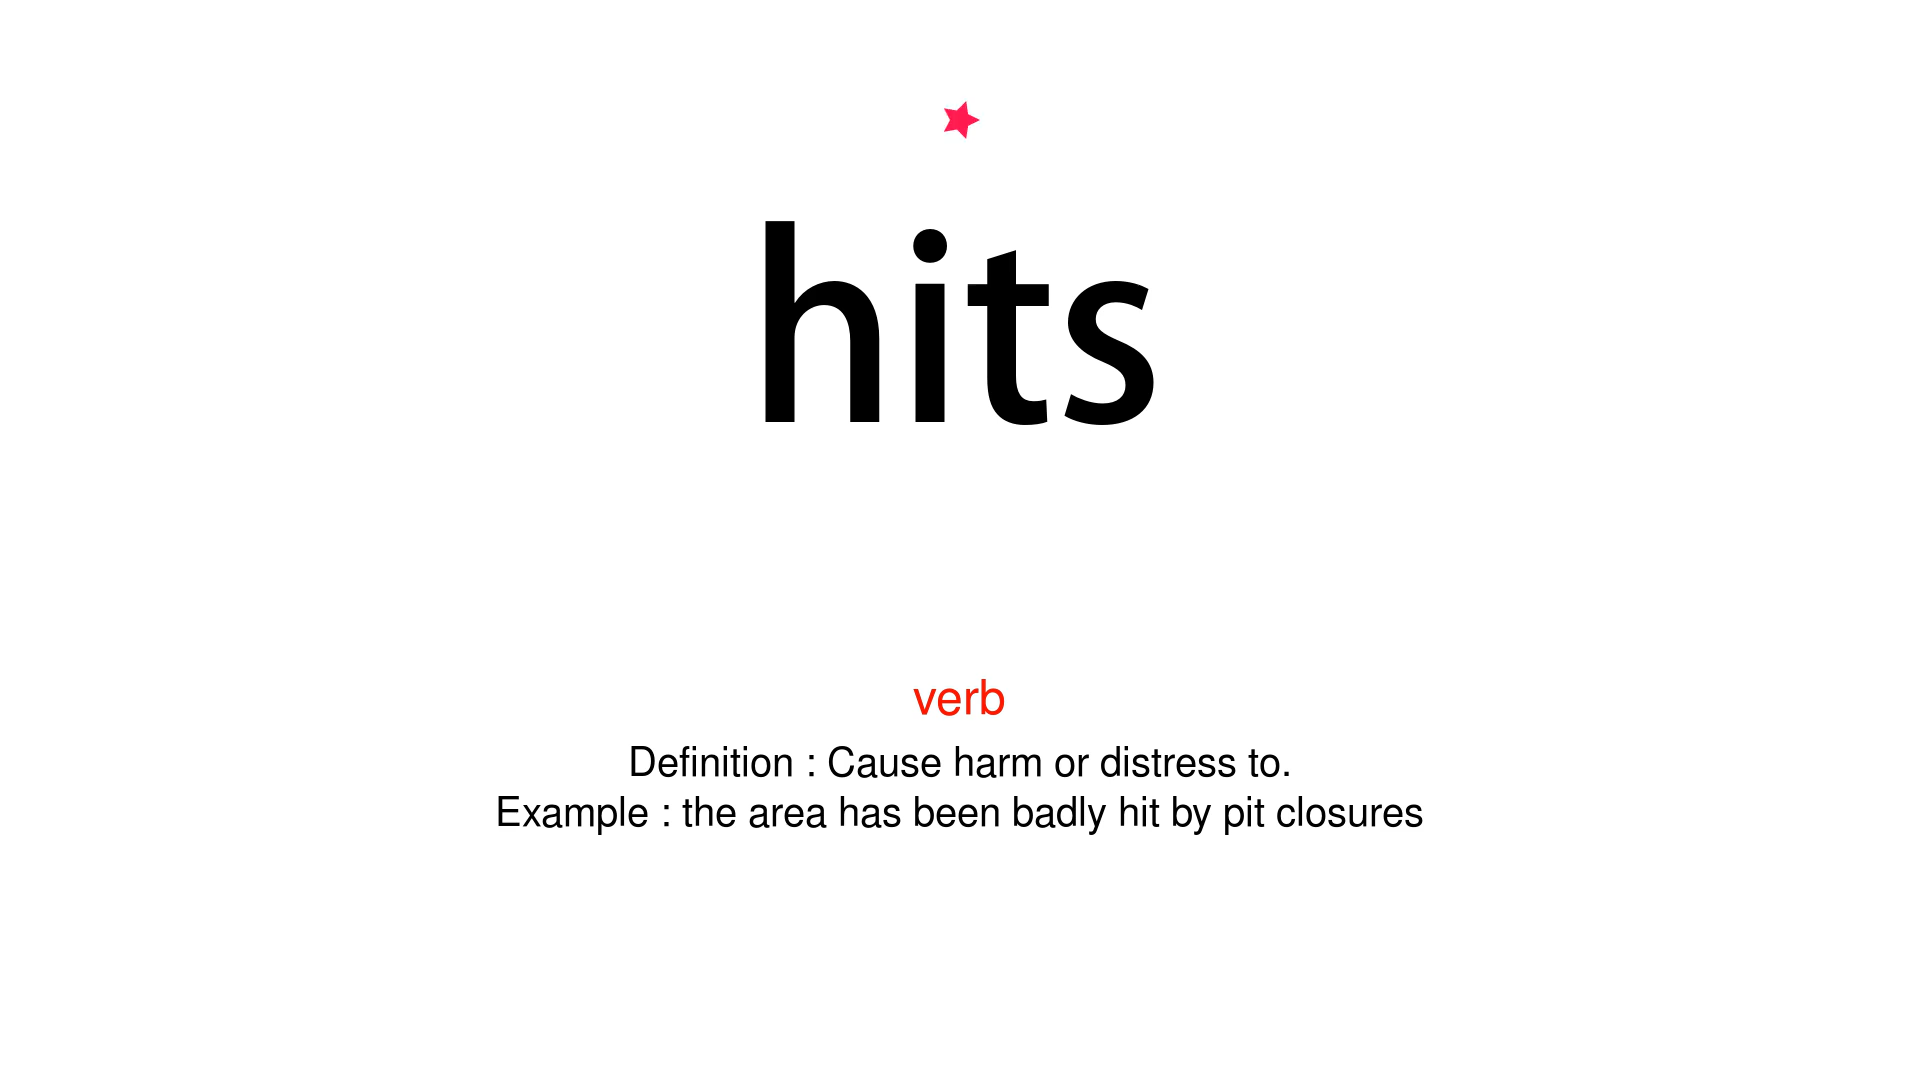 hits
verb
Definition : Cause harm or distress to.
Example : the area has been badly hit by pit closures